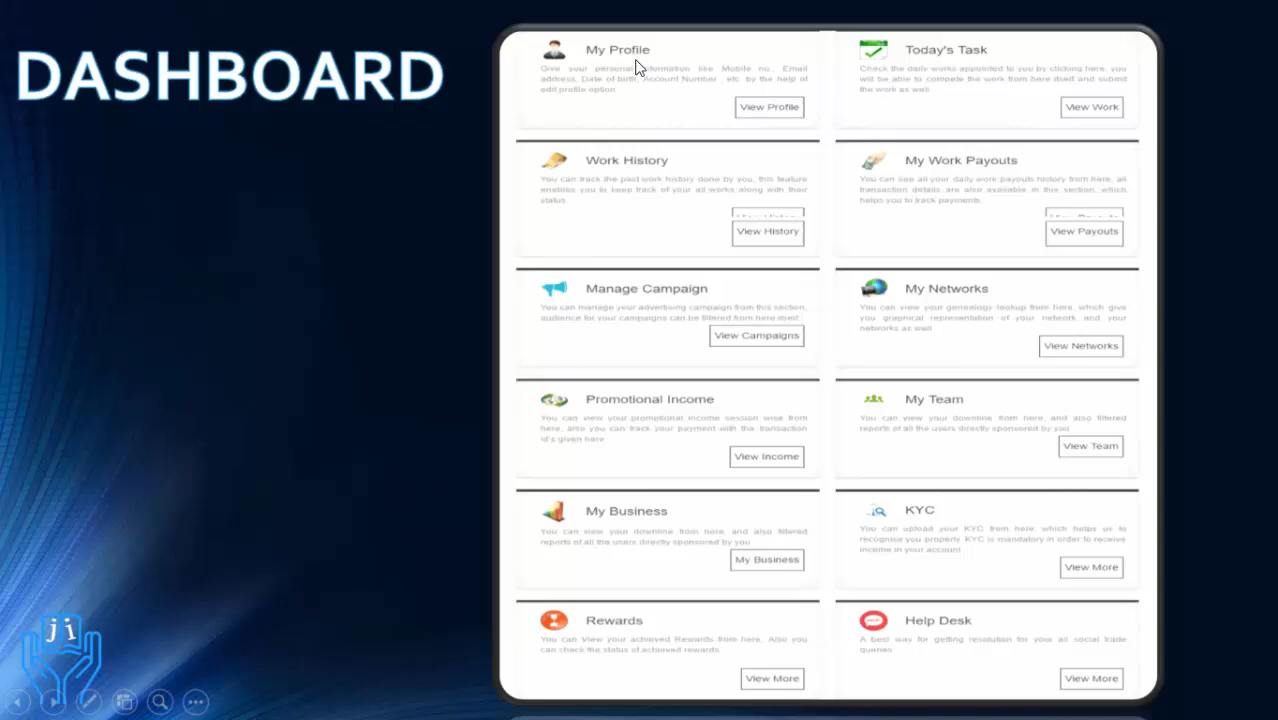 DASHBOARD
My Profile
Give your personal information like Mobile no., Email
address, Date of birth, Account Number , etc. by the help of
edit profile option
View Profile
Today's Task
Check the daily works appointed to you by clicking here, you
will be able to compete the work from here itself and submit
the work as well
View Work
Work History
You can track the past work history done by you, this feature
enables you to keep track of your all works along with their
status.
View History
View History
My Work Payouts
You can see all your daily work payouts history from here, all
transaction details are also available in this section, which
helps you to track payments.
View Payouts
View Payouts
Manage Campaign
You can manage your advertising campaign from this section,
audience for your campaigns can be filtered from here itself.
View Campaigns
My Networks
You can view your genealogy lookup from here, which give
you graphical representation of your network and your
networks as well
View Networks
Promotional Income
You can view your promotional income session wise from
here, also you can track your payment with the transaction
id's given here
View Income
My Team
You can view your downline from here, and also filtered
reports of all the users directly sponsored by you
View Team
My Business
You can view your downline from here, and also filtered
reports of all the users directly sponsored by you
My Business
KYC
You can upload your KYC from here, which helps us to
recognise you properly. KYC is mandatory in order to receive
income in your account
View More
Rewards
You can View your achieved Rewards from here, Also you
can check the status of achieved rewards.
View More
Help Desk
A best way for getting resolution for your all social trade
queries
View More
ji